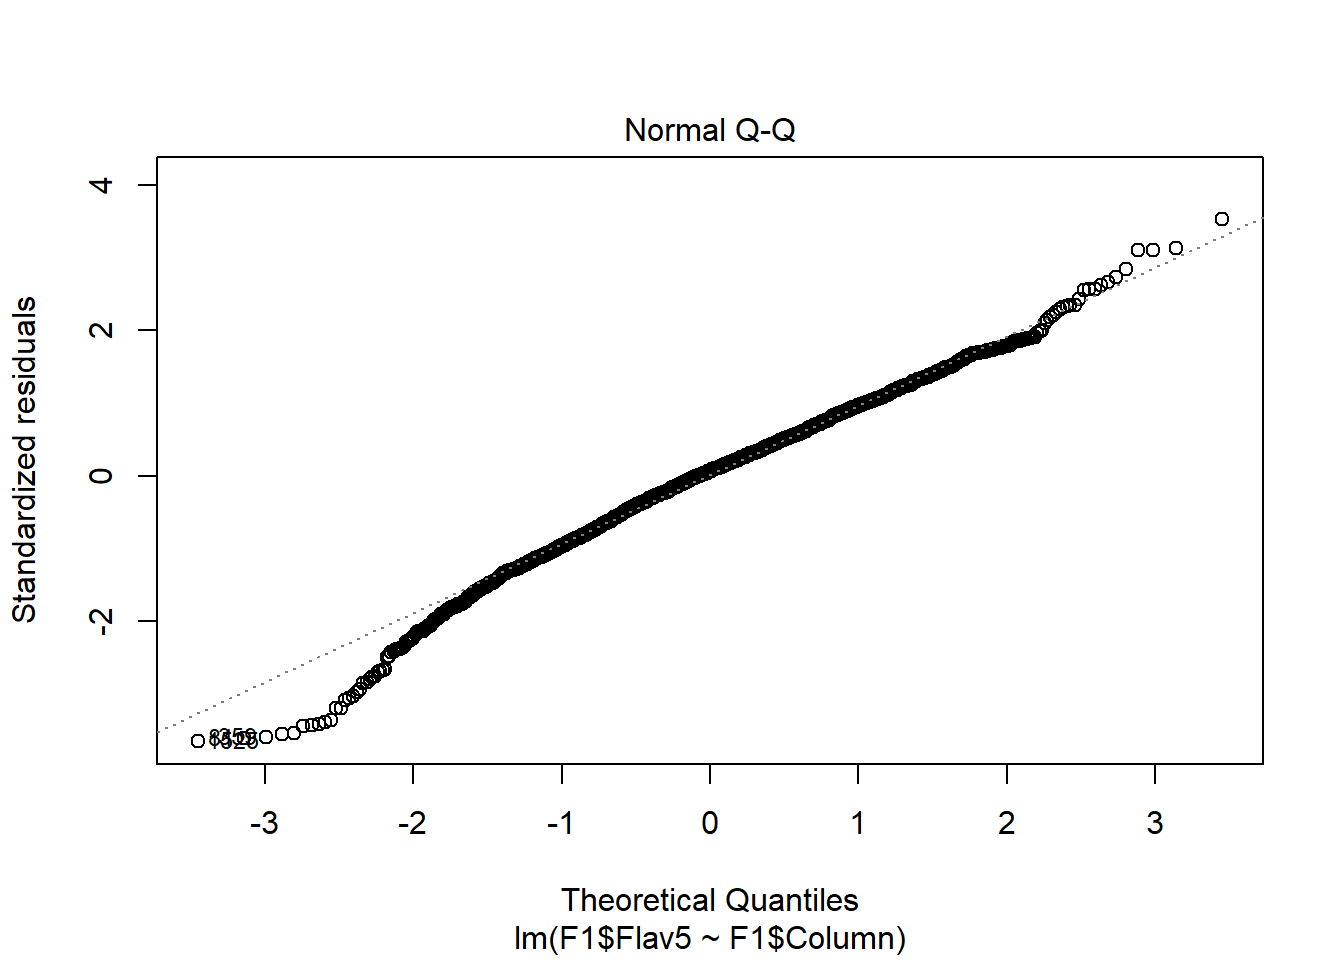 Normal Q-Q
Standardized residuals
4
2
0
-2
-3
-2
-1
0
1
2
3
Theoretical Quantiles
lm(F1$Flav5 ~ F1$Column)